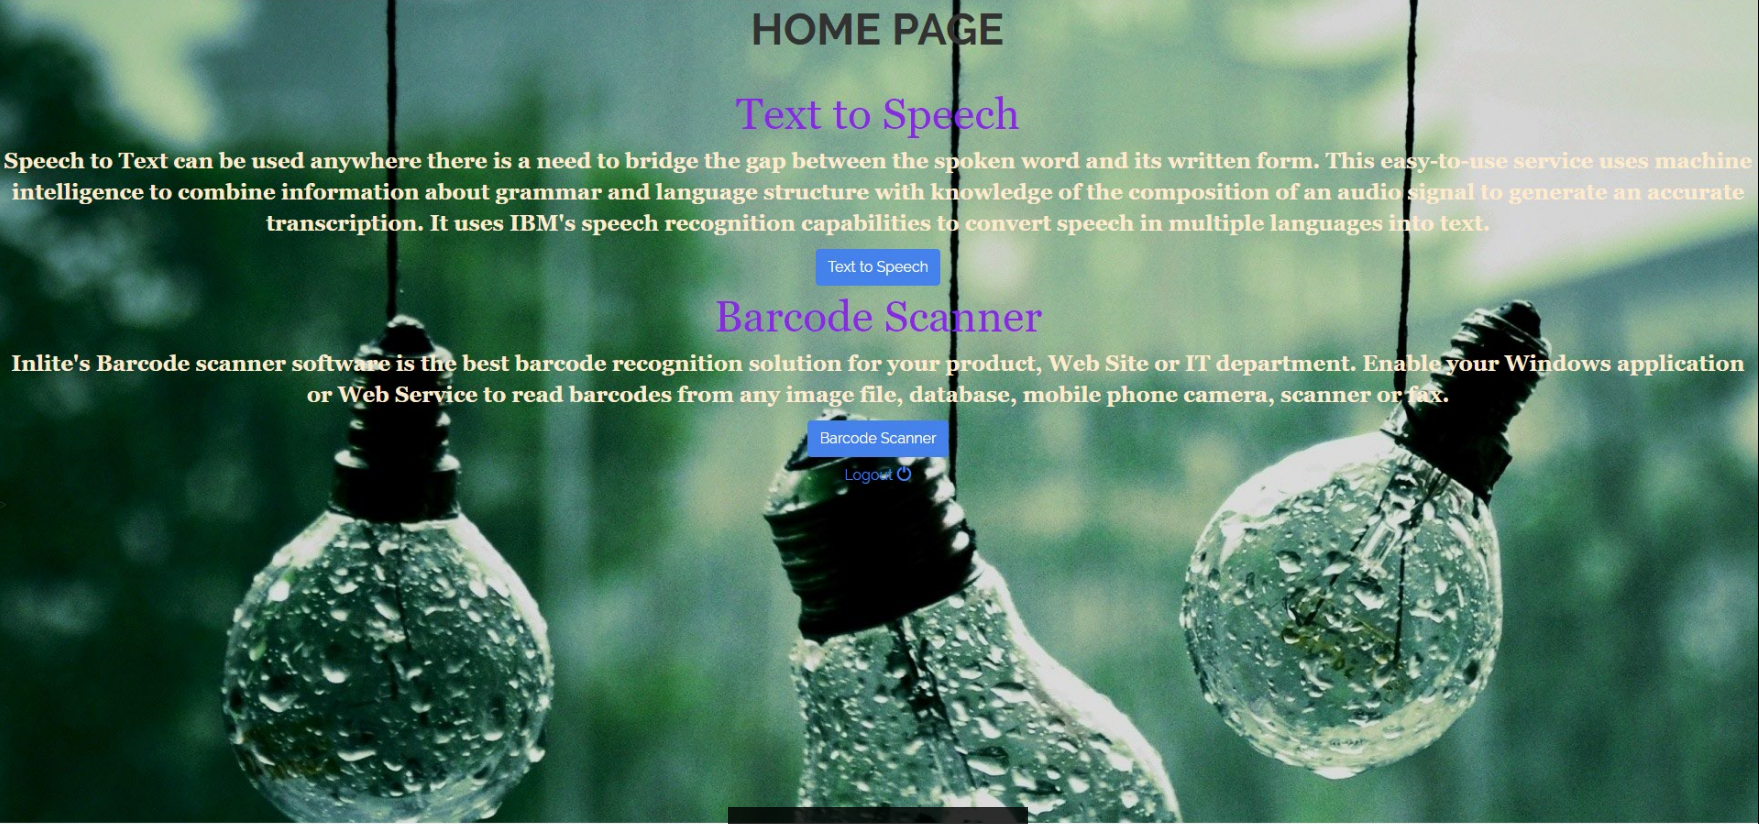 HOME PAGE
Text to Speech
Speech to Text can be used anywhere there is a need to bridge the gap between the spoken word and its written form. This easy-to-use service uses machine
intelligence to combine information about grammar and language structure with knowledge of the composition of an audio signal to generate an accurate
transcription. It uses IBM's speech recognition capabilities to convert speech in multiple languages into text.
Text to Speech
Barcode Scanner
Inlite's Barcode scanner software is the best barcode recognition solution for your product, Web Site or IT department. Enable your Windows application
or Web Service to read barcodes from any image file, database, mobile phone camera, scanner or fax.
Barcode Scanner
Logout